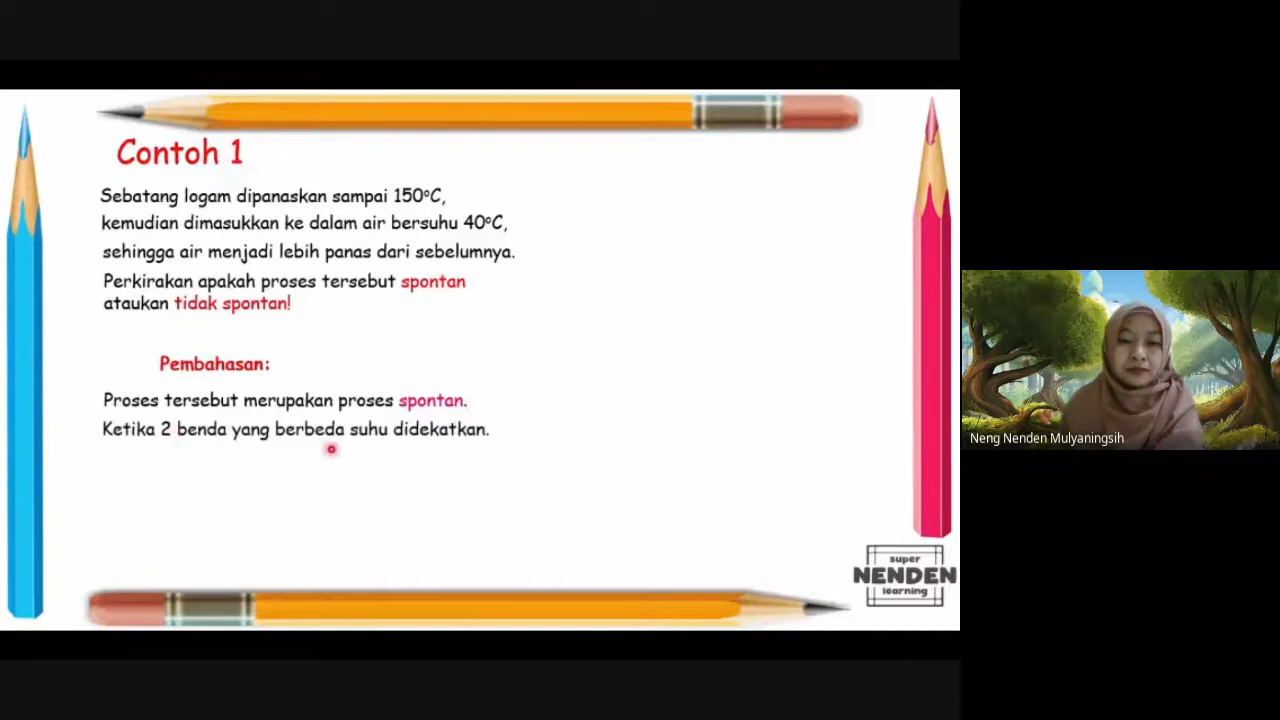 Contoh 1
Sebatang logam dipanaskan sampai 150°C,
kemudian dimasukkan ke dalam air bersuhu 40°C,
sehingga air menjadi lebih panas dari sebelumnya.
Perkirakan apakah proses tersebut spontan
ataukan tidak spontan!
Pembahasan:
Proses tersebut merupakan proses spontan.
Ketika 2 benda yang berbeda suhu didekatkan.
super
NENDEN
learning
Neng Nenden Mulyaningsih